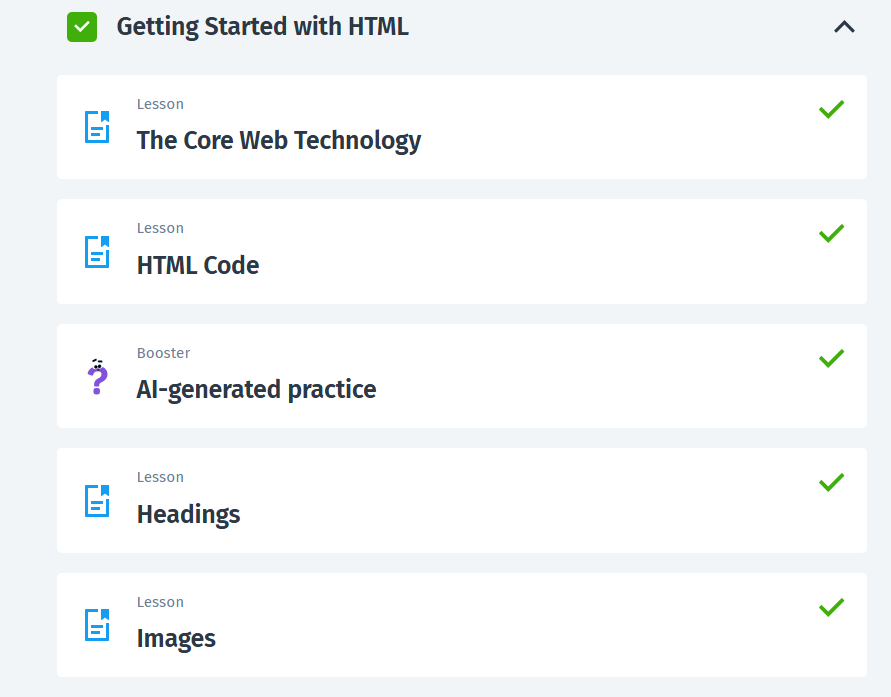 Getting Started with HTML
Lesson
The Core Web Technology
Lesson
HTML Code
Booster
AI-generated practice
Lesson
Headings
Lesson
Images